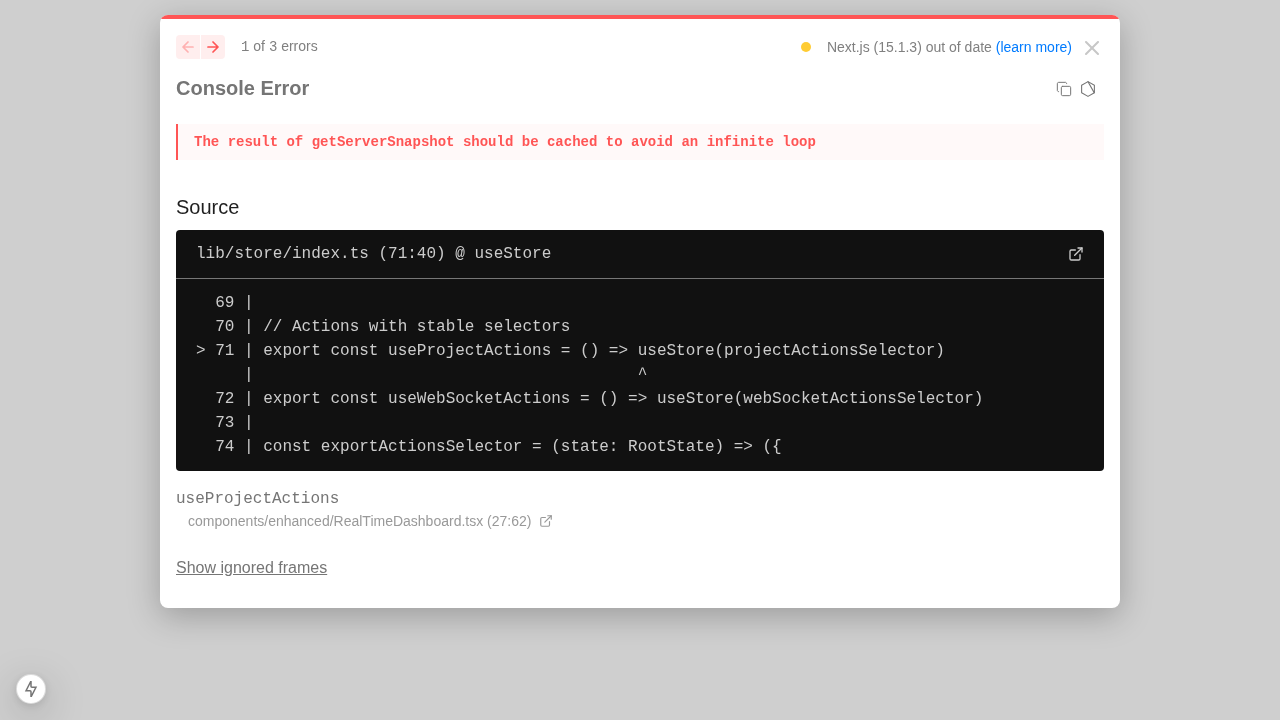 1 of 3 errors
Next.js (15.1.3) out of date (learn more)
Console Error
The result of getServerSnapshot should be cached to avoid an infinite loop
Source
lib/store/index.ts (71:40) @ useStore
69 |
70 | // Actions with stable selectors
> 71 | export const useProjectActions = () => useStore(projectActionsSelector)
| ^
72 | export const useWebSocketActions = () => useStore(webSocketActionsSelector)
73 |
74 | const exportActionsSelector = (state: RootState) => ({
useProjectActions
components/enhanced/RealTimeDashboard.tsx (27:62)
Show ignored frames